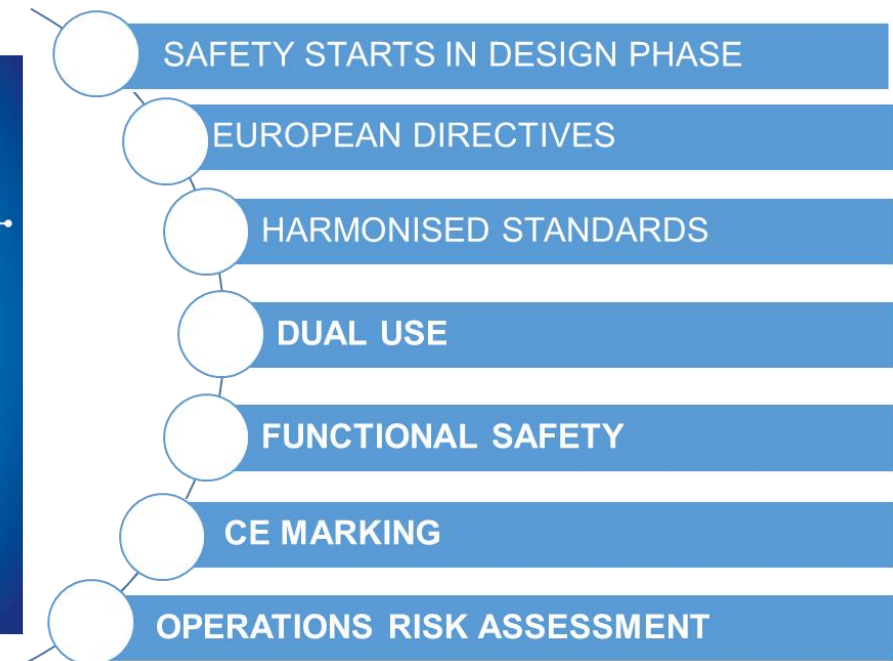 SAFETY STARTS IN DESIGN PHASE
EUROPEAN DIRECTIVES
HARMONISED STANDARDS
DUAL USE
FUNCTIONAL SAFETY
CE MARKING
OPERATIONS RISK ASSESSMENT